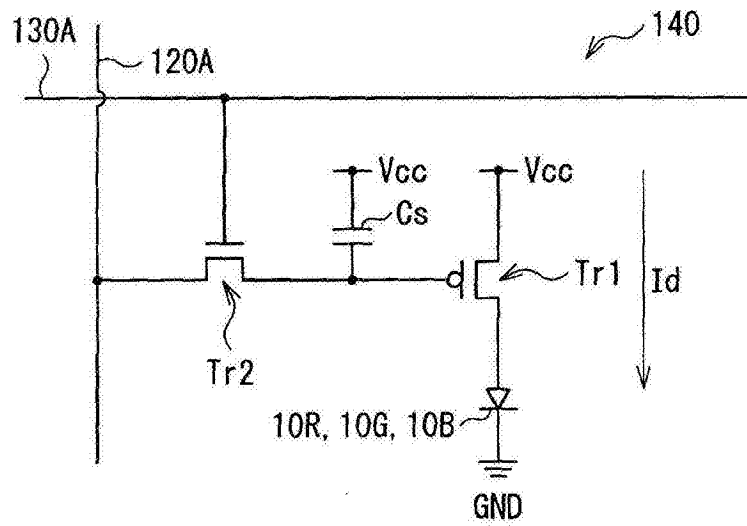 130A
120A
140
Vcc
Vcc
Cs
Tr1
Id
Tr2
10R, 10G, 10B
GND